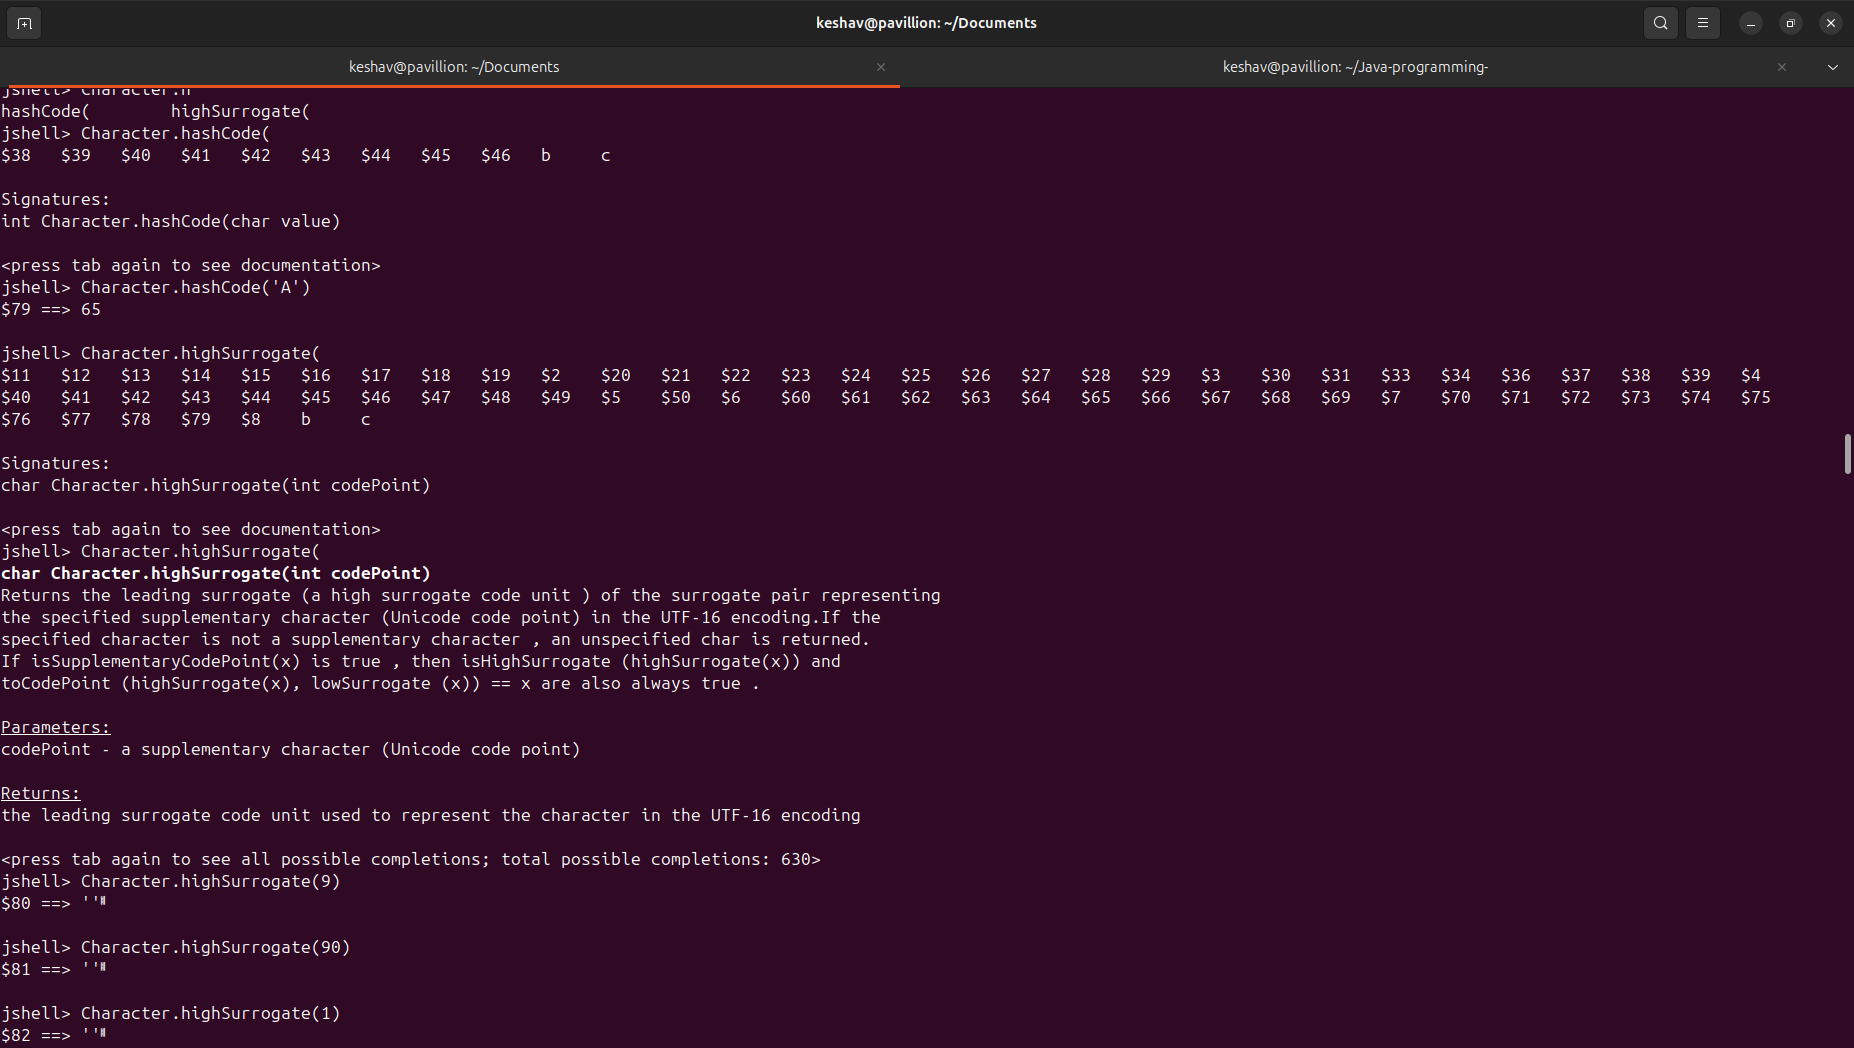 keshav@pavillion: ~/Documents
keshav@pavillion: ~/Documents
keshav@pavillion: ~/Java-programming-
jshell> Character.h
hashCode(        highSurrogate(
jshell> Character.hashCode(
$38   $39   $40   $41   $42   $43   $44   $45   $46   b     c
Signatures:
int Character.hashCode(char value)
<press tab again to see documentation>
jshell> Character.hashCode('A')
$79 ==> 65
jshell> Character.highSurrogate(
$11   $12   $13   $14   $15   $16   $17   $18   $19   $2    $20   $21   $22   $23   $24   $25   $26   $27   $28   $29   $3    $30   $31   $33   $34   $36   $37   $38   $39   $4
$40   $41   $42   $43   $44   $45   $46   $47   $48   $49   $5    $50   $6    $60   $61   $62   $63   $64   $65   $66   $67   $68   $69   $7    $70   $71   $72   $73   $74   $75
$76   $77   $78   $79   $8    b     c
Signatures:
char Character.highSurrogate(int codePoint)
<press tab again to see documentation>
jshell> Character.highSurrogate(
char Character.highSurrogate(int codePoint)
Returns the leading surrogate (a high surrogate code unit ) of the surrogate pair representing
the specified supplementary character (Unicode code point) in the UTF-16 encoding.If the
specified character is not a supplementary character , an unspecified char is returned.
If isSupplementaryCodePoint(x) is true , then isHighSurrogate (highSurrogate(x)) and
toCodePoint (highSurrogate(x), lowSurrogate (x)) == x are also always true .
Parameters:
codePoint - a supplementary character (Unicode code point)
Returns:
the leading surrogate code unit used to represent the character in the UTF-16 encoding
<press tab again to see all possible completions; total possible completions: 630>
jshell> Character.highSurrogate(9)
$80 ==> ''
jshell> Character.highSurrogate(90)
$81 ==> ''
jshell> Character.highSurrogate(1)
$82 ==> ''